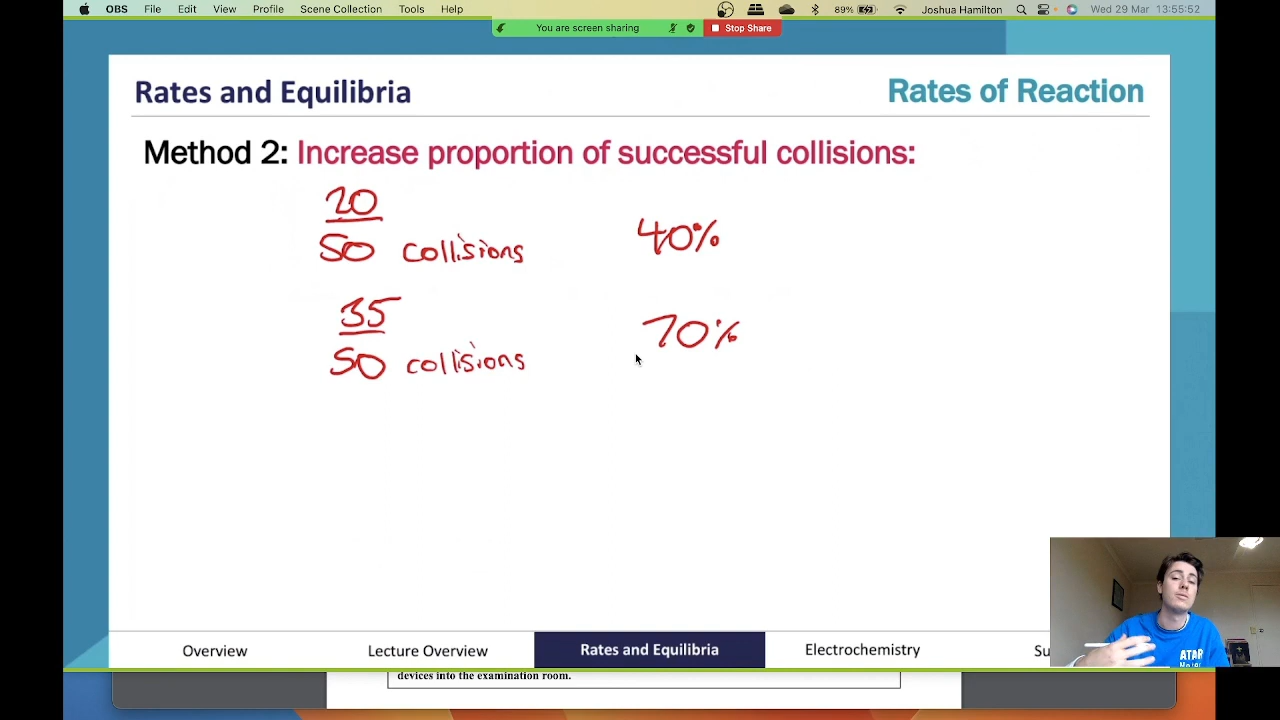 OBS File Edit View Profile Scene Collection Tools Help 89% Joshua Hamilton Wed 29 Mar 13:55:52
You are screen sharing Stop Share
Rates and Equilibria Rates of Reaction
Method 2: Increase proportion of successful collisions:
20
50 collisions 40%
35
50 collisions 70%
ATAR
Overview Lecture Overview Rates and Equilibria Electrochemistry Su
devices into the examination room.